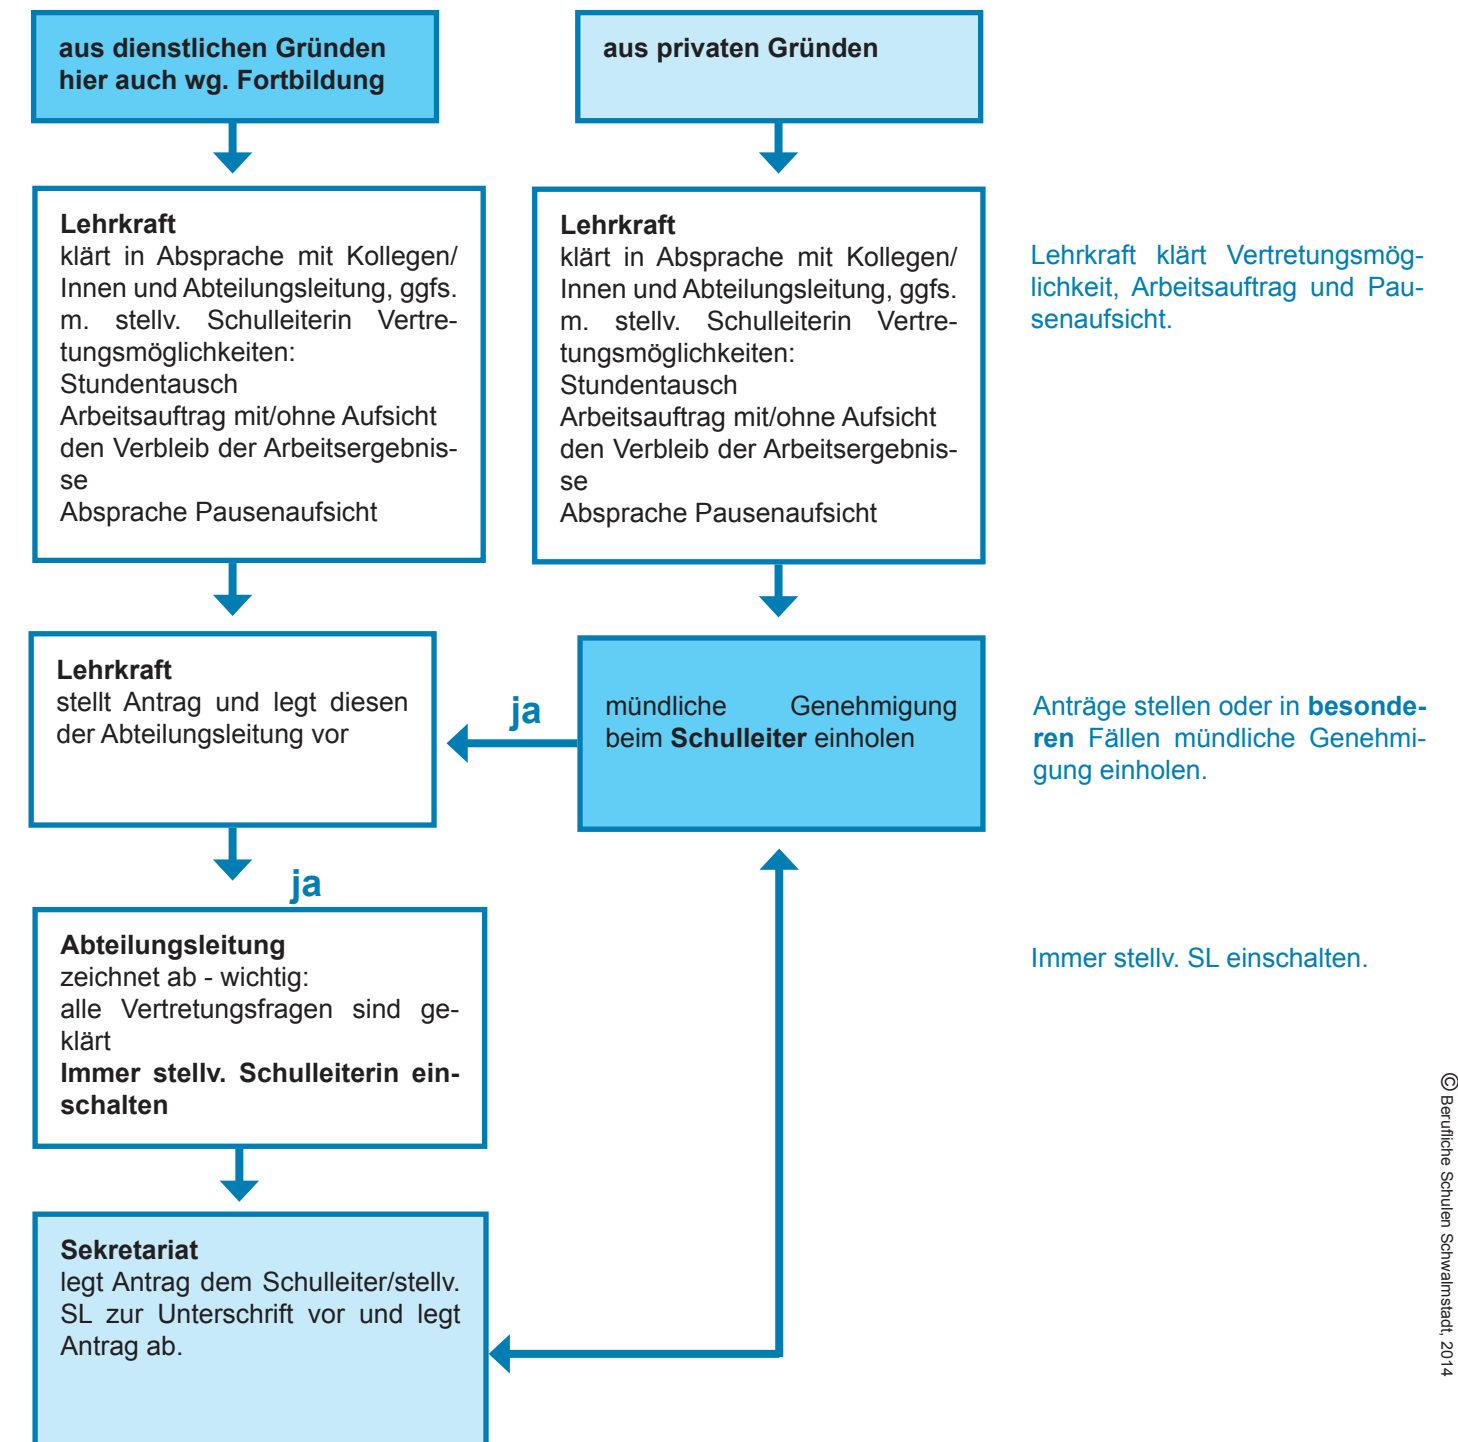 aus dienstlichen Gründen
hier auch wg. Fortbildung
aus privaten Gründen
Lehrkraft
klärt in Absprache mit Kollegen/
Innen und Abteilungsleitung, ggfs.
m. stellv. Schulleiterin Vertre-
tungsmöglichkeiten:
Stundentausch
Arbeitsauftrag mit/ohne Aufsicht
den Verbleib der Arbeitsergebnis-
se
Absprache Pausenaufsicht
Lehrkraft
klärt in Absprache mit Kollegen/
Innen und Abteilungsleitung, ggfs.
m. stellv. Schulleiterin Vertre-
tungsmöglichkeiten:
Stundentausch
Arbeitsauftrag mit/ohne Aufsicht
den Verbleib der Arbeitsergebnis-
se
Absprache Pausenaufsicht
Lehrkraft klärt Vertretungsmög-
lichkeit, Arbeitsauftrag und Pau-
senaufsicht.
Lehrkraft
stellt Antrag und legt diesen
der Abteilungsleitung vor
ja
mündliche Genehmigung
beim Schulleiter einholen
Anträge stellen oder in besonde-
ren Fällen mündliche Genehmi-
gung einholen.
ja
Abteilungsleitung
zeichnet ab - wichtig:
alle Vertretungsfragen sind ge-
klärt
Immer stellv. Schulleiterin ein-
schalten
Immer stellv. SL einschalten.
Sekretariat
legt Antrag dem Schulleiter/stellv.
SL zur Unterschrift vor und legt
Antrag ab.
© Berufliche Schulen Schwalmstadt, 2014